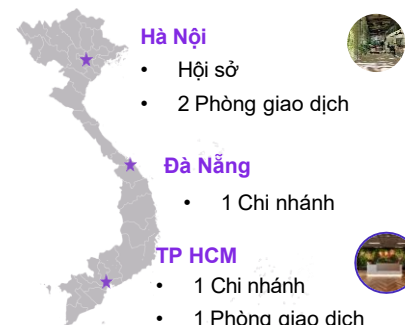 Hà Nội
• Hội sở
• 2 Phòng giao dịch
Đà Nẵng
• 1 Chi nhánh
TP HCM
• 1 Chi nhánh
• 1 Phòng giao dịch